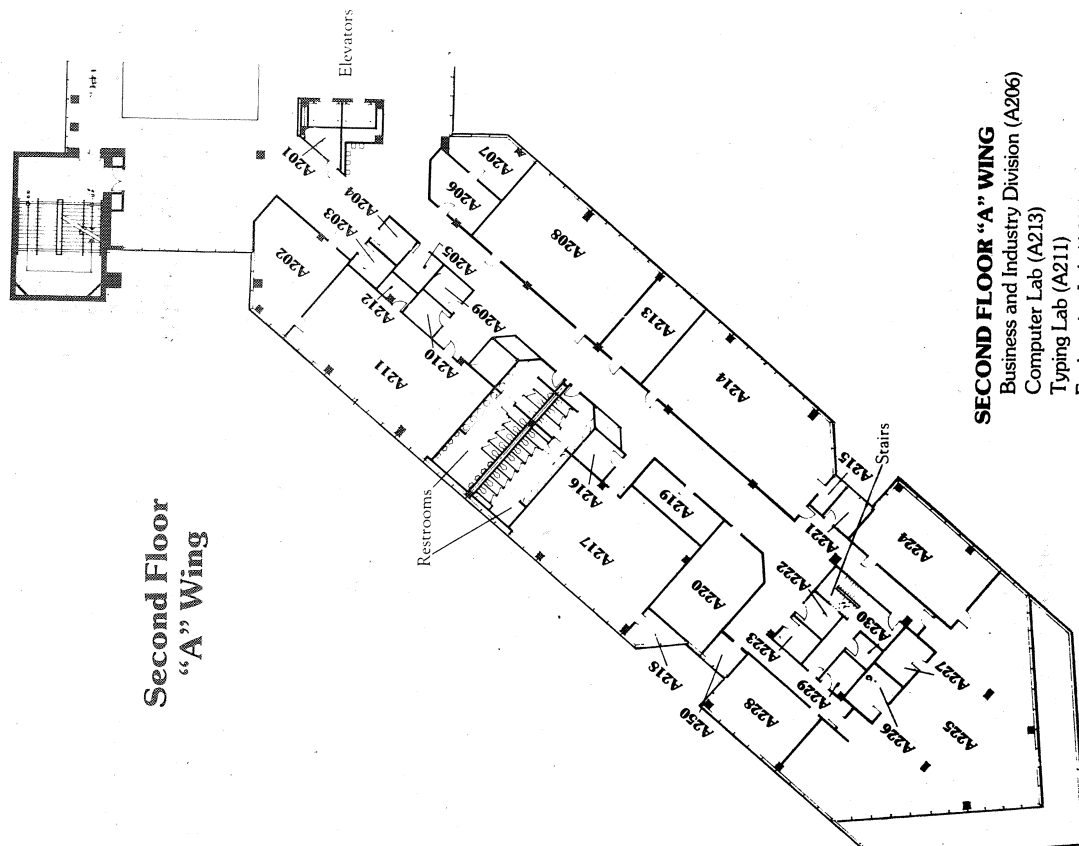 Second Floor
“A” Wing
Elevators
A201
A207
A206
A204
A203
A202
A205
A208
A212
A209
A213
A210
A211
A214
Restrooms
A216
A215
Stairs
A219
A217
A221
A224
A222
A220
A230
A223
A218
A227
A229
A250
A228
A226
A225
SECOND FLOOR “A” WING
Business and Industry Division (A206)
Computer Lab (A213)
Typing Lab (A211)